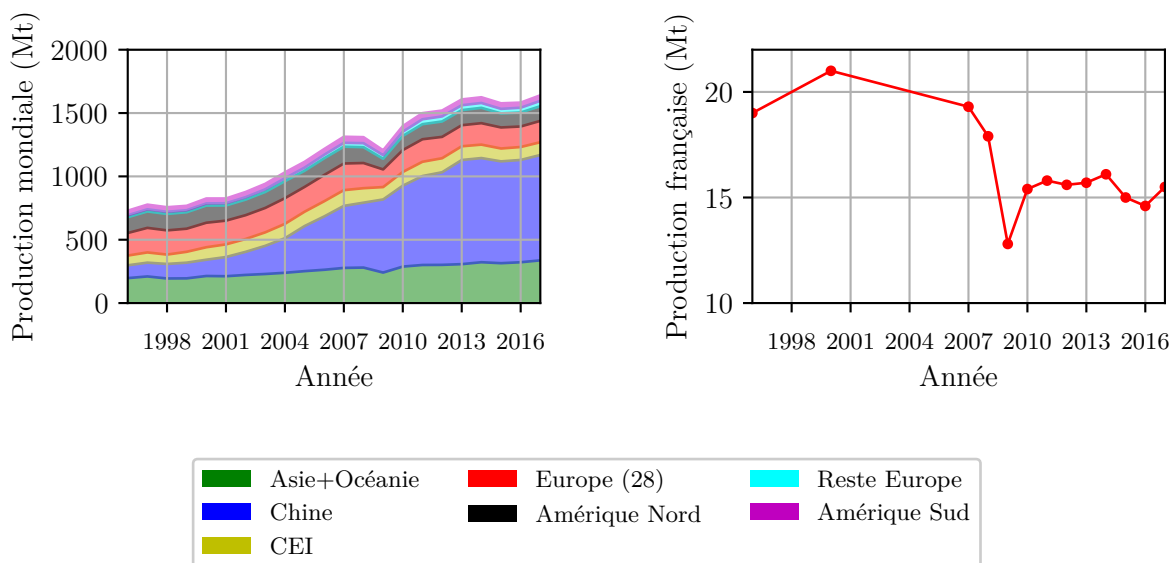 Production mondiale (Mt)
2000
1500
1000
500
0
1998 2001 2004 2007 2010 2013 2016
Année
Production française (Mt)
20
15
10
1998 2001 2004 2007 2010 2013 2016
Année
Asie+Océanie
Chine
CEI
Europe (28)
Amérique Nord
Reste Europe
Amérique Sud